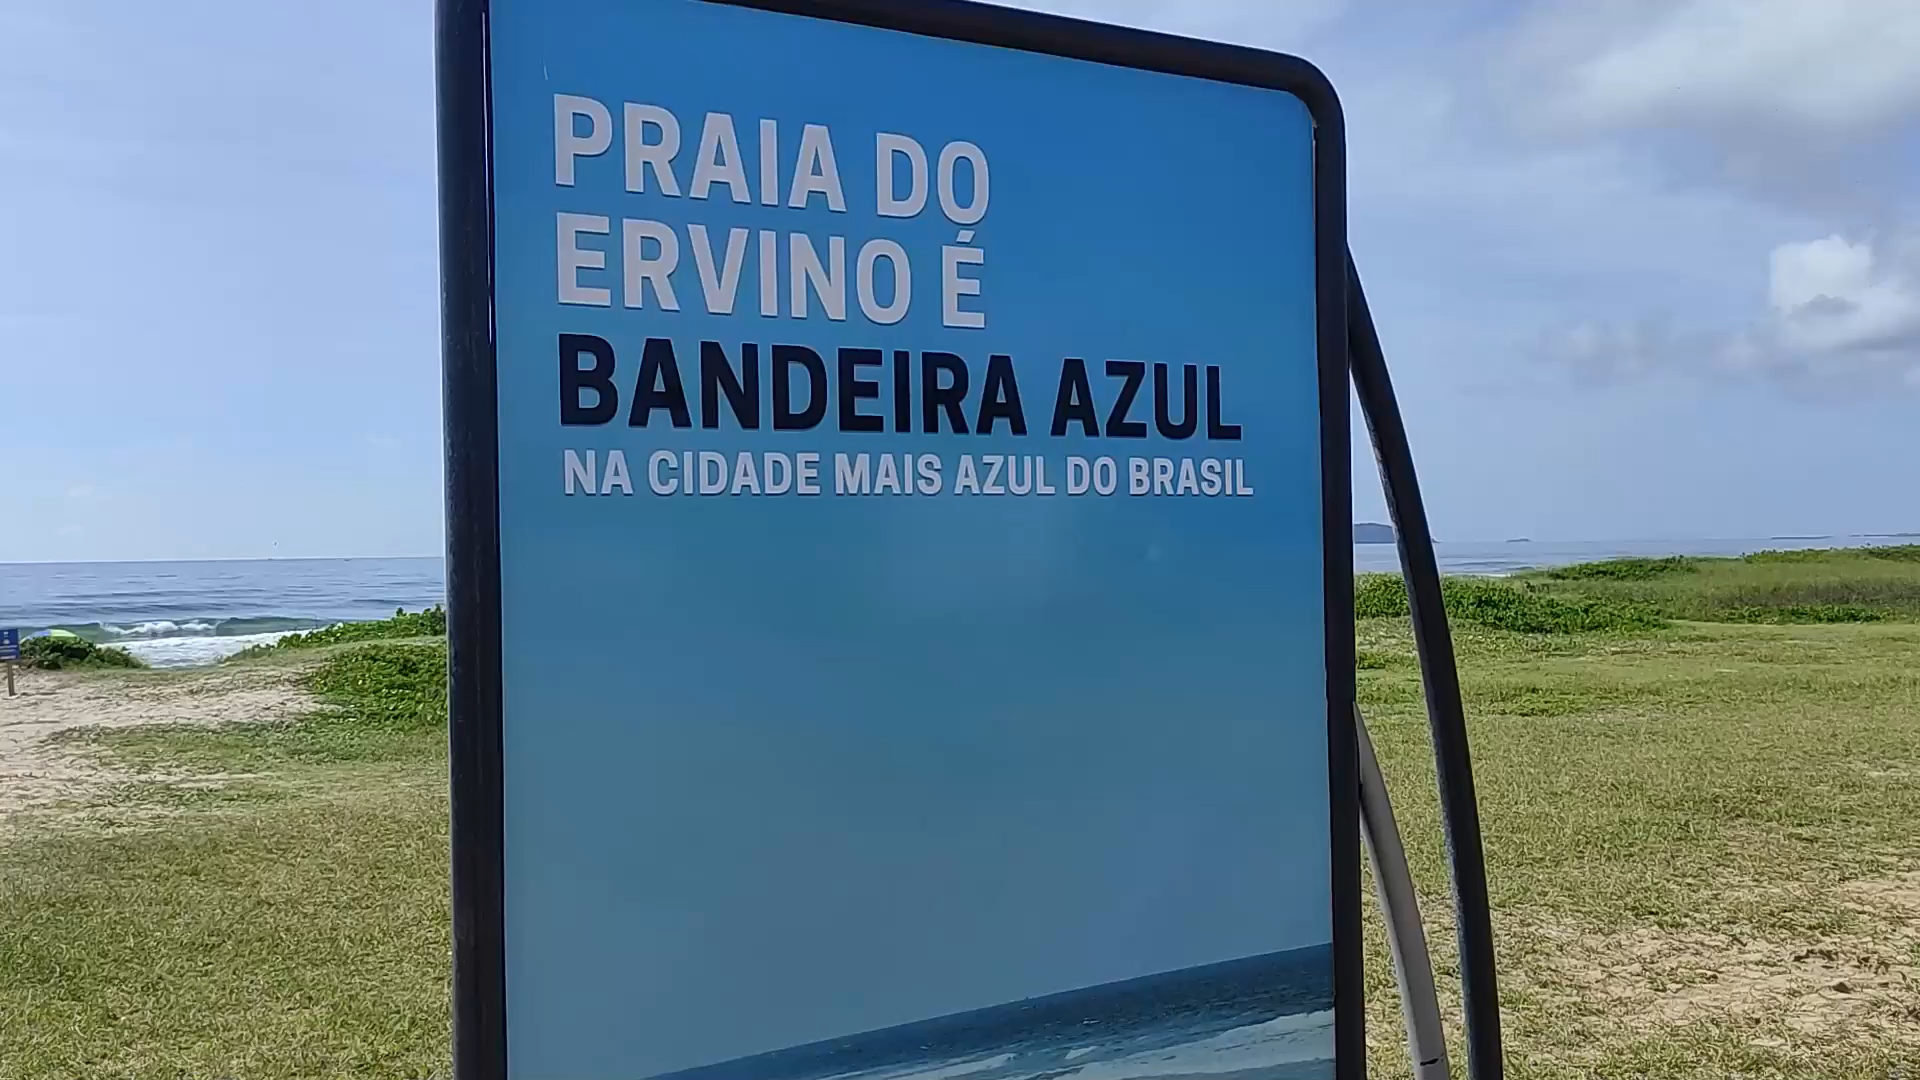 PRAIA DO
ERVINO É
BANDEIRA AZUL
NA CIDADE MAIS AZUL DO BRASIL